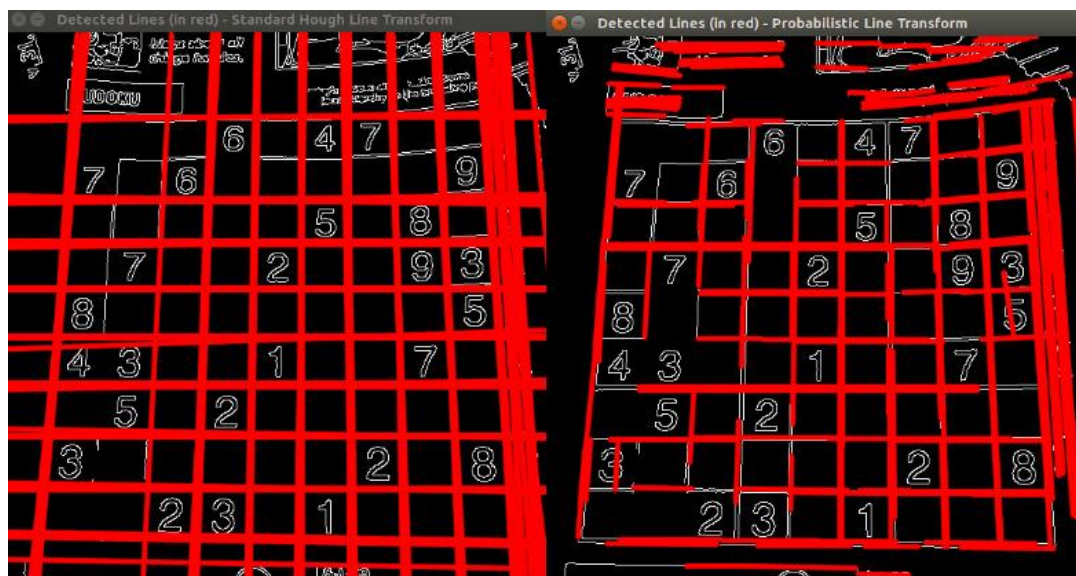 Detected Lines (in red) - Standard Hough Line Transform
UDOKU
6 4 7
7 6 9
5 8
7 2 9 3
8 5
4 3 1 7
5 2
3 2 8
2 3 1
Detected Lines (in red) - Probabilistic Line Transform
6 4 7
7 6 9
5 8
7 2 9 3
8 5
4 3 1 7
5 2
3 2 8
2 3 1